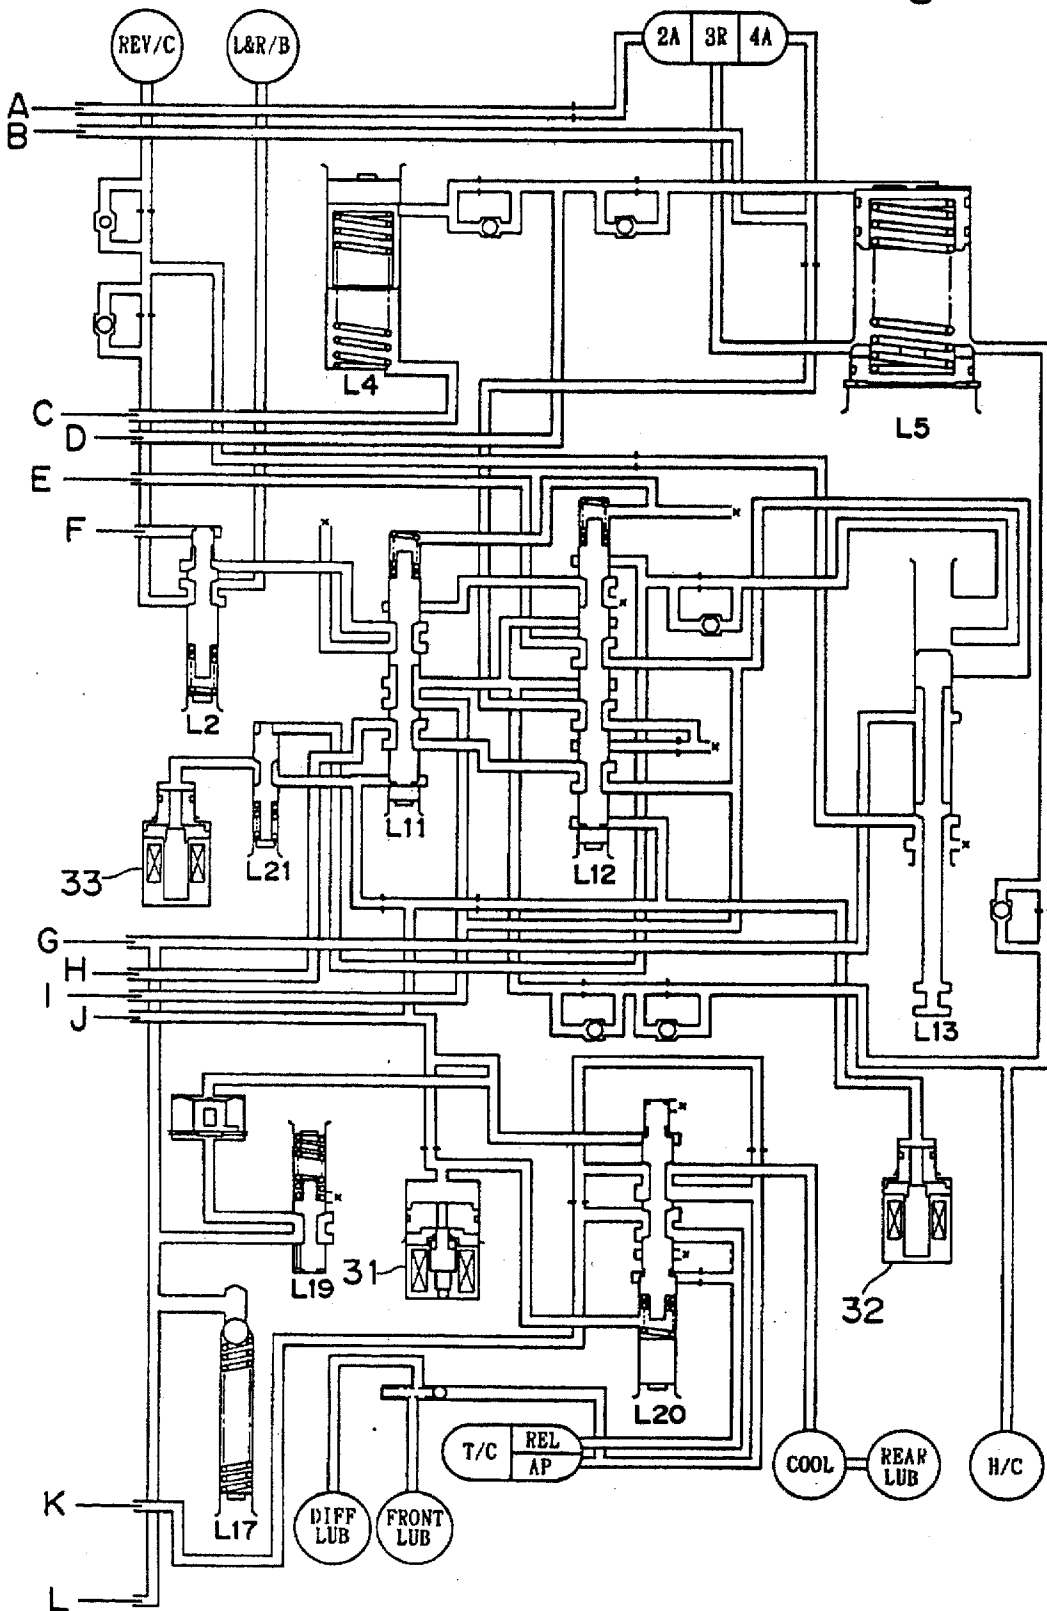 REV/C
L&R/B
2A 3R 4A
A
B
L4
C
L5
D
E
F
L2
L11
L21
L12
33
G
H
I
J
L13
L19
31
32
L20
T/C REL
AP
COOL
REAR
LUB
H/C
K
L17
DIFF
LUB
FRONT
LUB
L